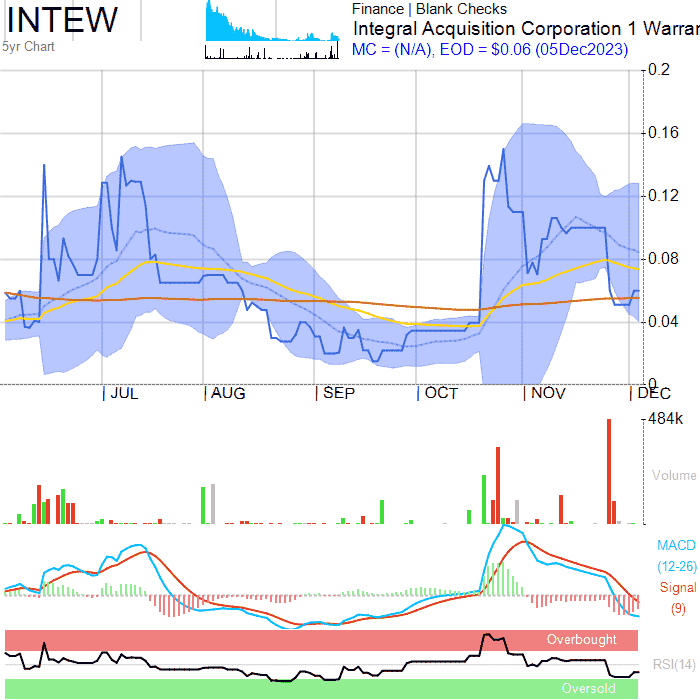 INTEW
5yr Chart
Finance | Blank Checks
Integral Acquisition Corporation 1 Warran
MC = (N/A), EOD = $0.06 (05Dec2023)
0.2
0.16
0.12
0.08
0.04
0
JUL AUG SEP OCT NOV DEC
484k
Volume
MACD
(12-26)
Signal
(9)
Overbought
RSI(14)
Oversold